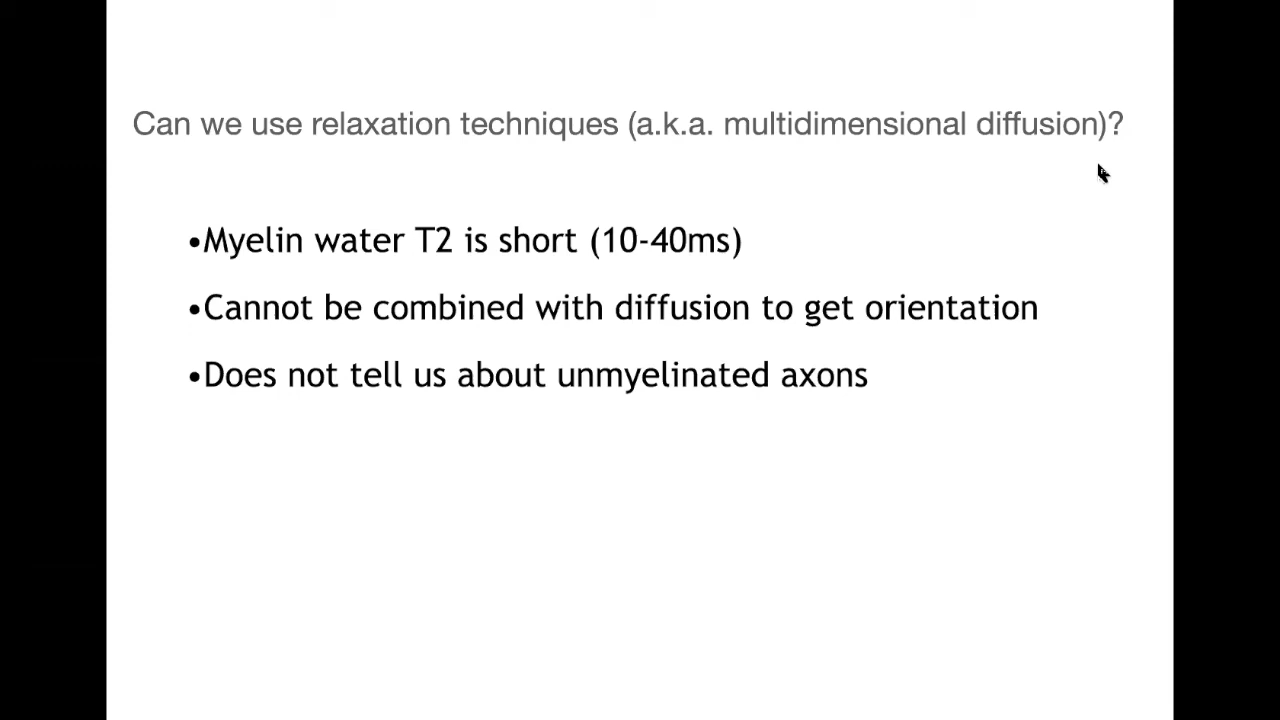 Can we use relaxation techniques (a.k.a. multidimensional diffusion)?
•Myelin water T2 is short (10-40ms)
•Cannot be combined with diffusion to get orientation
•Does not tell us about unmyelinated axons